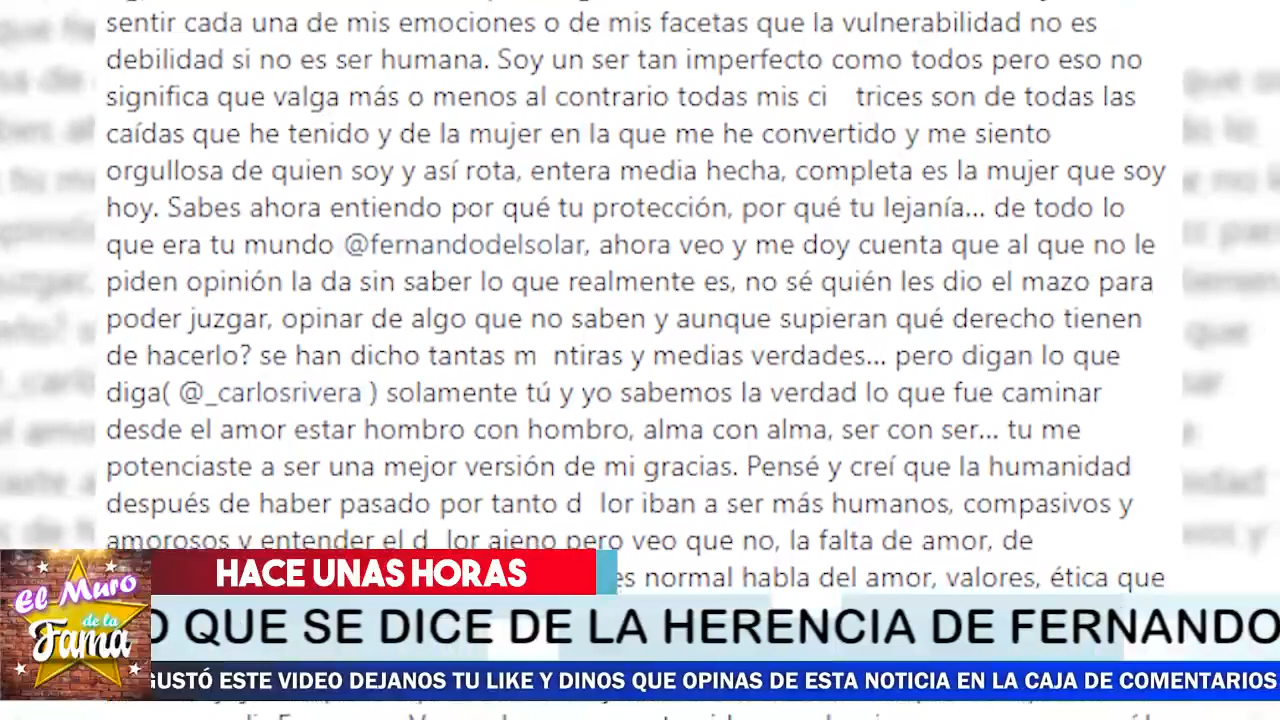 sentir cada una de mis emociones o de mis facetas que la vulnerabilidad no es
debilidad si no es ser humana. Soy un ser tan imperfecto como todos pero eso no
significa que valga más o menos al contrario todas mis ci trices son de todas las
caídas que he tenido y de la mujer en la que me he convertido y me siento
orgullosa de quien soy y así rota, entera media hecha, completa es la mujer que soy
hoy. Sabes ahora entiendo por qué tu protección, por qué tu lejanía... de todo lo
que era tu mundo @fernandodelsolar, ahora veo y me doy cuenta que al que no le
piden opinión la da sin saber lo que realmente es, no sé quién les dio el mazo para
poder juzgar, opinar de algo que no saben y aunque supieran qué derecho tienen
de hacerlo? se han dicho tantas m ntiras y medias verdades... pero digan lo que
diga( @_carlosrivera ) solamente tú y yo sabemos la verdad lo que fue caminar
desde el amor estar hombro con hombro, alma con alma, ser con ser... tu me
potenciaste a ser una mejor versión de mi gracias. Pensé y creí que la humanidad
después de haber pasado por tanto d lor iban a ser más humanos, compasivos y
amorosos y entender el d lor ajeno pero veo que no, la falta de amor, de
es normal habla del amor, valores, ética que
HACE UNAS HORAS
El Muro
de la
Fama
O QUE SE DICE DE LA HERENCIA DE FERNANDO
GUSTÓ ESTE VIDEO DEJANOS TU LIKE Y DINOS QUE OPINAS DE ESTA NOTICIA EN LA CAJA DE COMENTARIOS